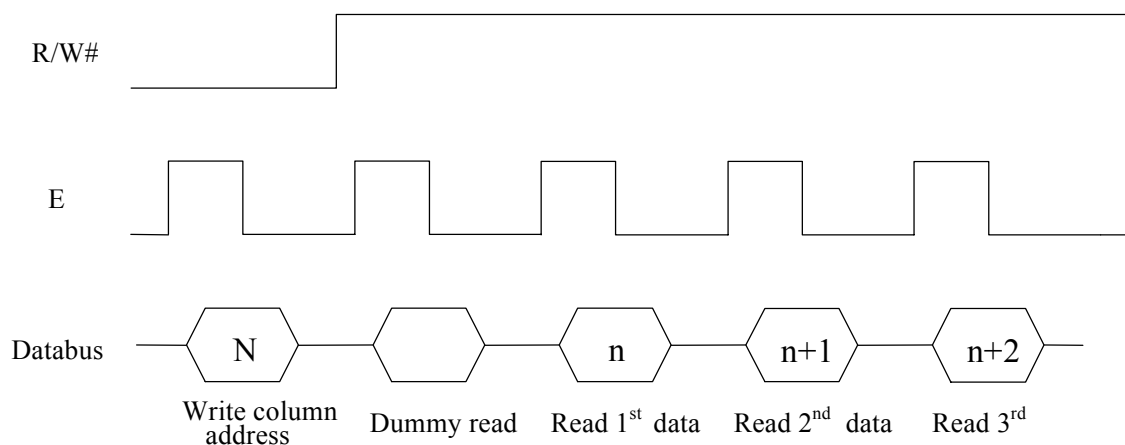 R/W#
E
Databus
N
n
n+1
n+2
Write column
address
Dummy read
Read 1st data
Read 2nd data
Read 3rd